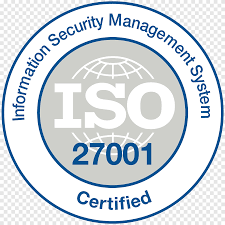 Information Security Management System
ISO
27001
Certified